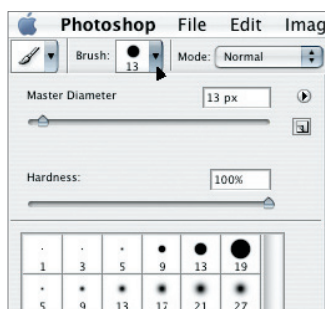 Photoshop File Edit Imag
Brush: 13 Mode: Normal
Master Diameter 13 px
Hardness: 100%
1 3 5 9 13 19
5 9 13 17 21 27